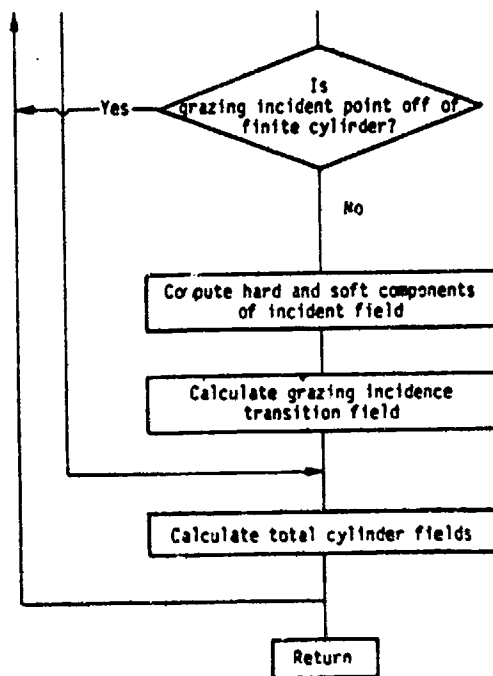 Is
grazing incident point off of
finite cylinder?
Yes
No
Compute hard and soft components
of incident field
Calculate grazing incidence
transition field
Calculate total cylinder fields
Return